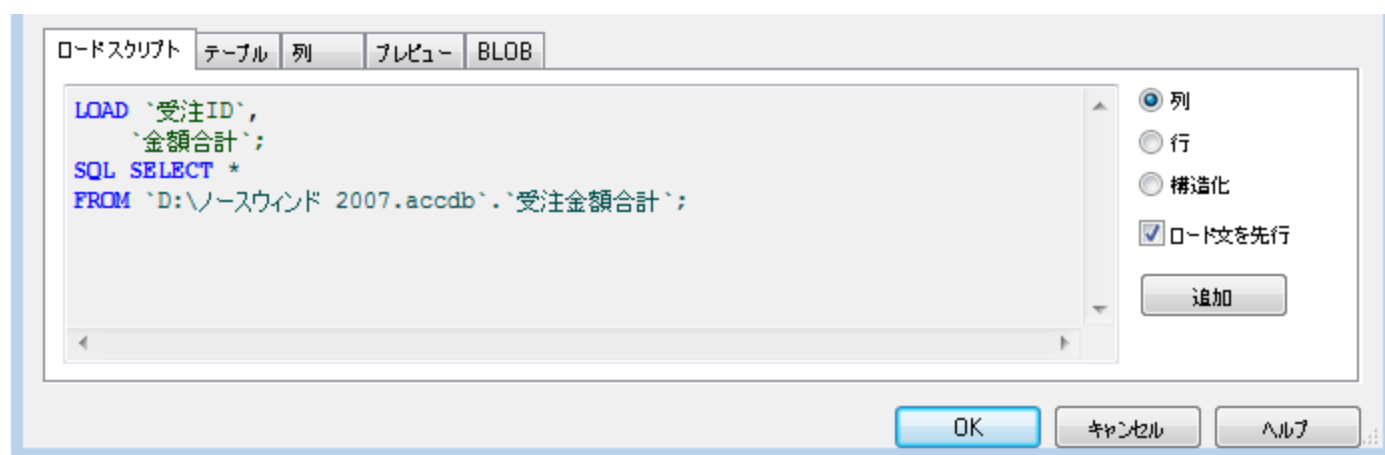 ロードスクリプト テーブル 列 プレビュー BLOB
LOAD `受注ID`,
`金額合計`;
SQL SELECT *
FROM `D:\ノースウィンド 2007.accdb`.`受注金額合計`;
列
行
構造化
ロード文を先行
追加
OK キャンセル ヘルプ